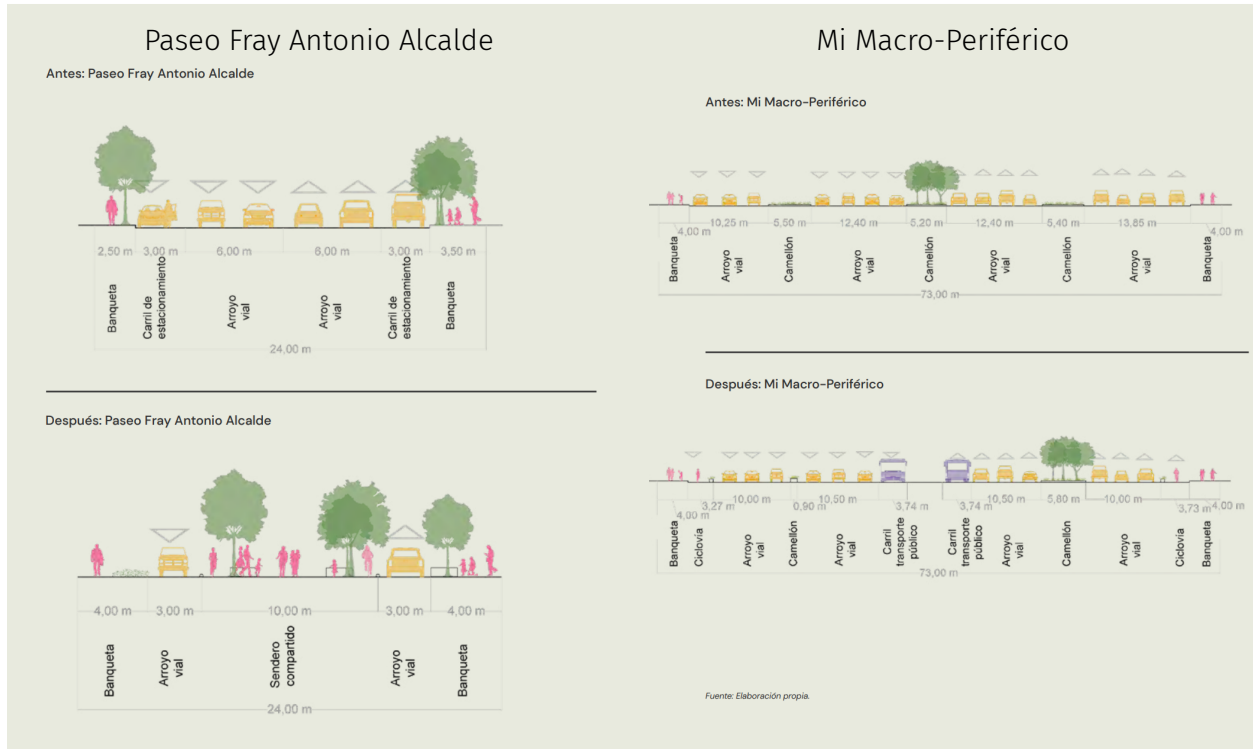 Paseo Fray Antonio Alcalde
Antes: Paseo Fray Antonio Alcalde
2,50 m
3,00 m
6,00 m
6,00 m
3,00 m
3,50 m
Banqueta
Carril de
estacionamiento
Arroyo
vial
Arroyo
vial
Carril de
estacionamiento
Banqueta
24,00 m
Después: Paseo Fray Antonio Alcalde
4,00 m
3,00 m
10,00 m
3,00 m
4,00 m
Banqueta
Arroyo
vial
Sendero
compartido
Arroyo
vial
Banqueta
24,00 m
Mi Macro-Periférico
Antes: Mi Macro-Periférico
4,00 m
10,25 m
5,50 m
12,40 m
5,20 m
12,40 m
5,40 m
13,85 m
4,00 m
Banqueta
Arroyo
vial
Camellón
Arroyo
vial
Camellón
Arroyo
vial
Camellón
Arroyo
vial
Banqueta
73,00 m
Después: Mi Macro-Periférico
4,00 m
3,27 m
10,00 m
0,90 m
10,50 m
3,74 m
3,74 m
10,50 m
5,80 m
10,00 m
3,73 m
4,00 m
Banqueta
Ciclovía
Arroyo
vial
Camellón
Arroyo
vial
Carril
transporte
público
Carril
transporte
público
Arroyo
vial
Camellón
Arroyo
vial
Ciclovía
Banqueta
73,00 m
Fuente: Elaboración propia.